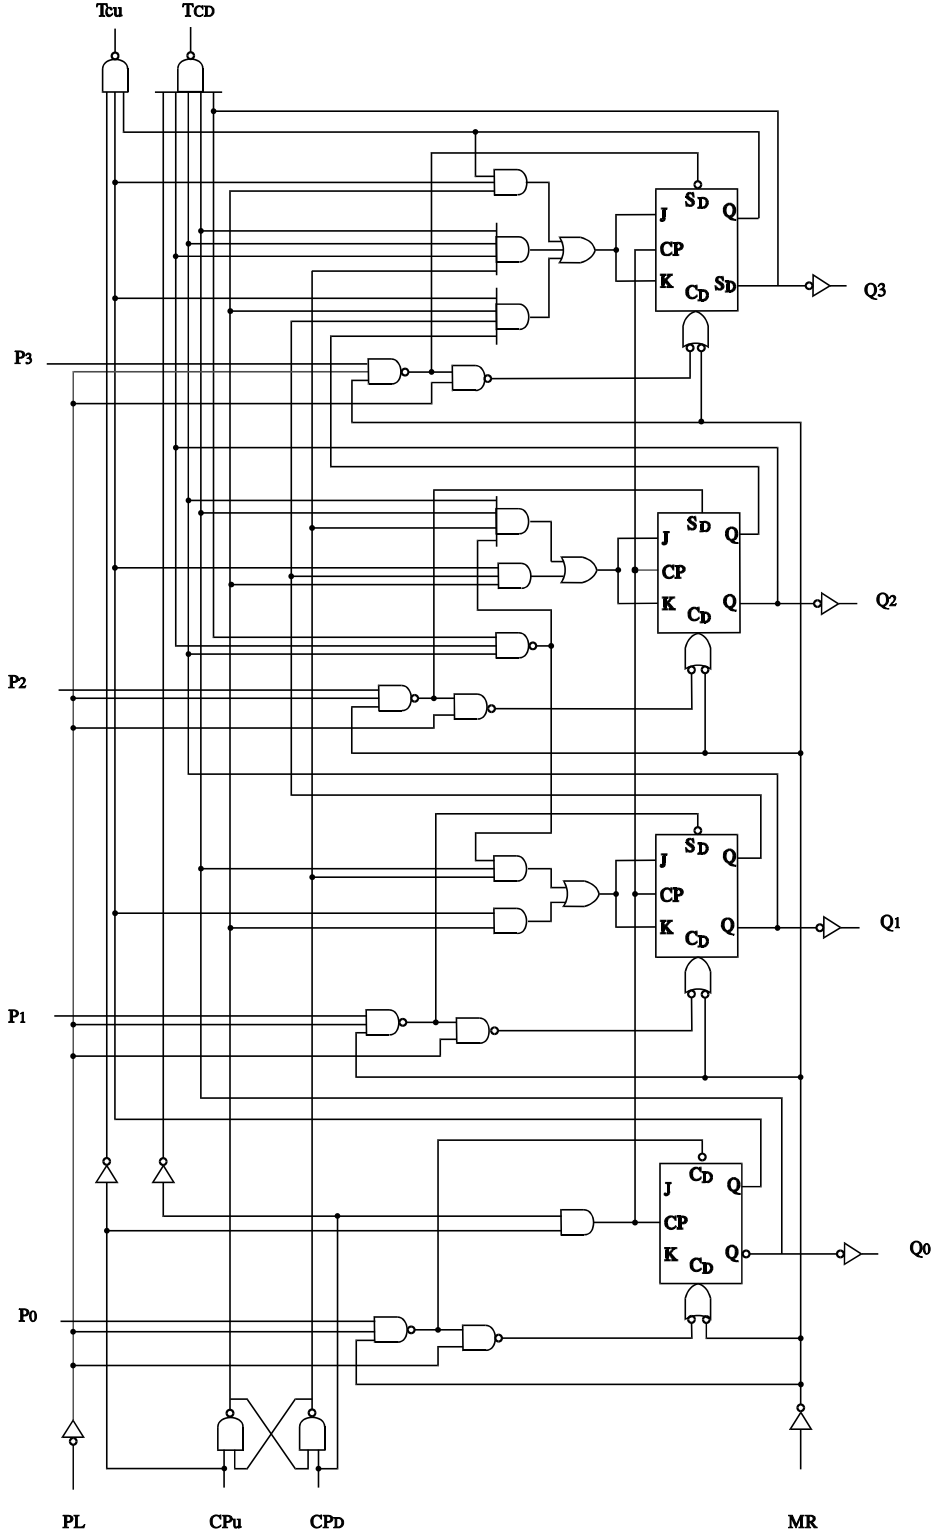 Tcu TCD
SD
J Q
CP
K CD SD
Q3
P3
SD
J Q
CP
K CD Q
Q2
P2
SD
J Q
CP
K CD Q
Q1
P1
CD
J Q
CP
K CD Q
Q0
P0
PL CPu CPD MR